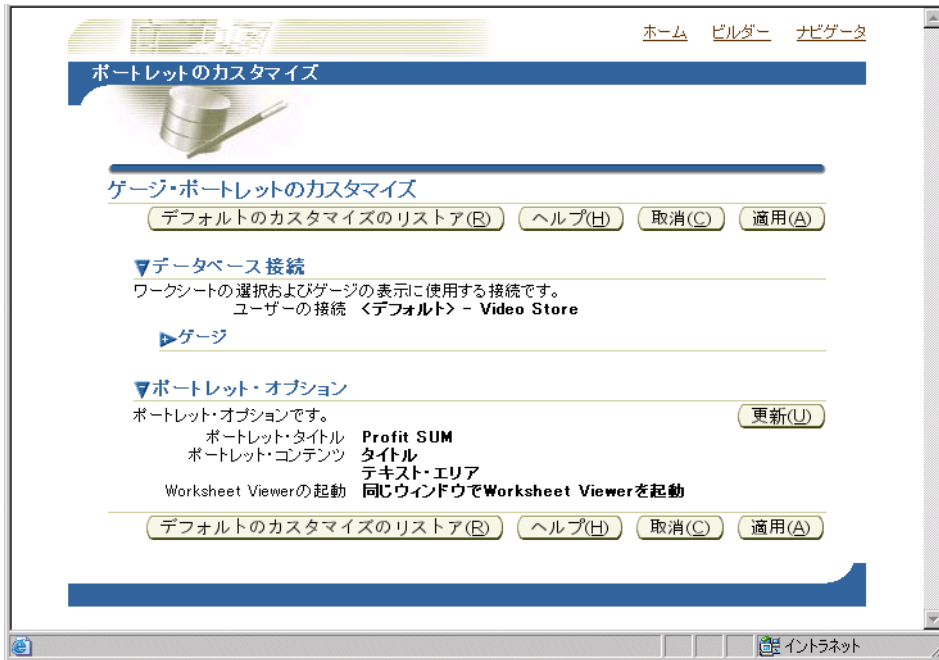 ホーム ビルダー ナビゲータ
ポートレットのカスタマイズ
ゲージ・ポートレットのカスタマイズ
デフォルトのカスタマイズのリストア(R) ヘルプ(H) 取消(C) 適用(A)
データベース接続
ワークシートの選択およびゲージの表示に使用する接続です。
ユーザーの接続 <デフォルト> - Video Store
ゲージ
ポートレット・オプション
ポートレット・オプションです。 更新(U)
ポートレット・タイトル Profit SUM
ポートレット・コンテンツ タイトル
テキスト・エリア
Worksheet Viewerの起動 同じウィンドウでWorksheet Viewerを起動
デフォルトのカスタマイズのリストア(R) ヘルプ(H) 取消(C) 適用(A)
イントラネット